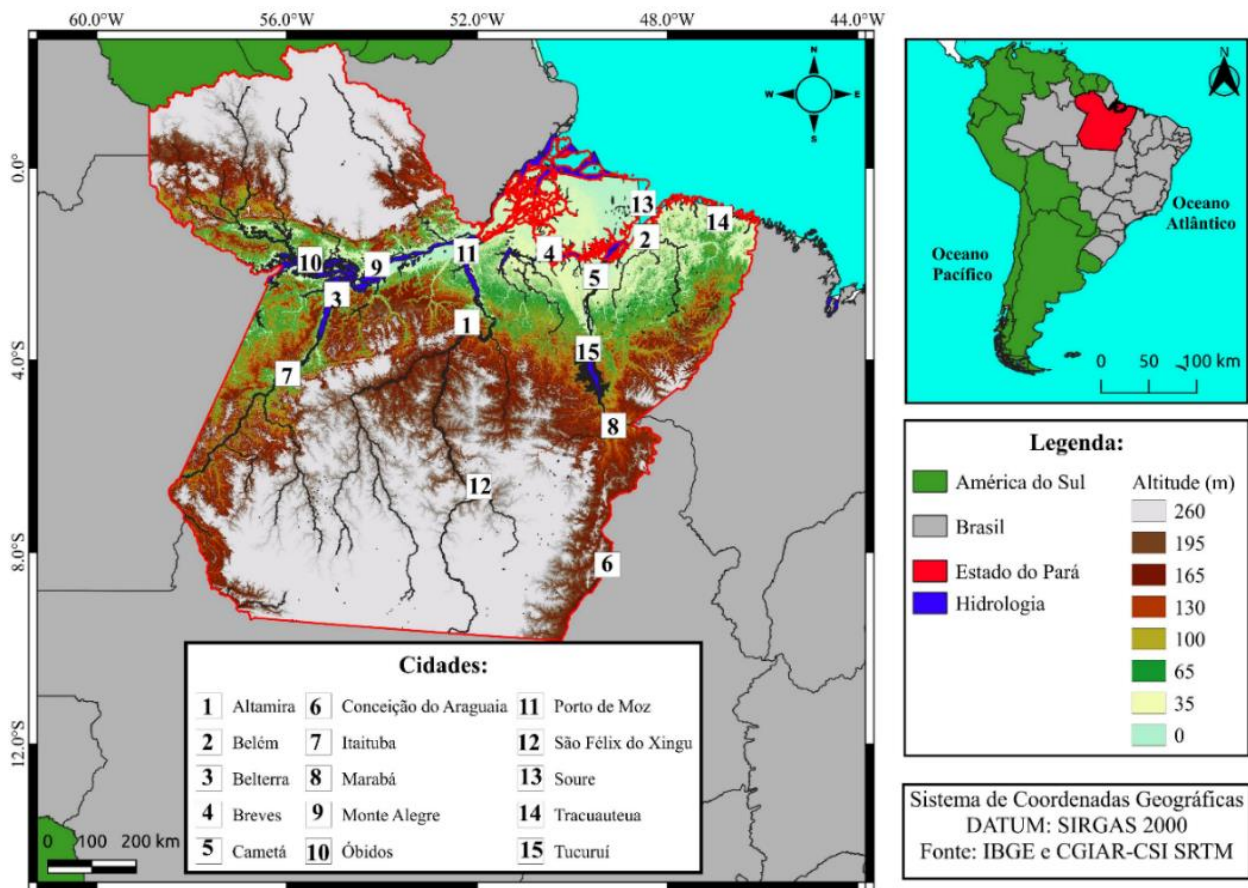 60.0°W 56.0°W 52.0°W 48.0°W 44.0°W
0.0°
4.0°S
8.0°S
12.0°S
N
W E
S
13
14
2
4
11
5
10
9
3
1
15
7
8
12
6
Cidades:
1 Altamira 6 Conceição do Araguaia 11 Porto de Moz
2 Belém 7 Itaituba 12 São Félix do Xingu
3 Belterra 8 Marabá 13 Soure
4 Breves 9 Monte Alegre 14 Tracuauteua
5 Cametá 10 Óbidos 15 Tucuruí
0 100 200 km
N
Oceano
Atlântico
Oceano
Pacífico
0 50 100 km
Legenda:
América do Sul
Brasil
Estado do Pará
Hidrologia
Altitude (m)
260
195
165
130
100
65
35
0
Sistema de Coordenadas Geográficas
DATUM: SIRGAS 2000
Fonte: IBGE e CGIAR-CSI SRTM